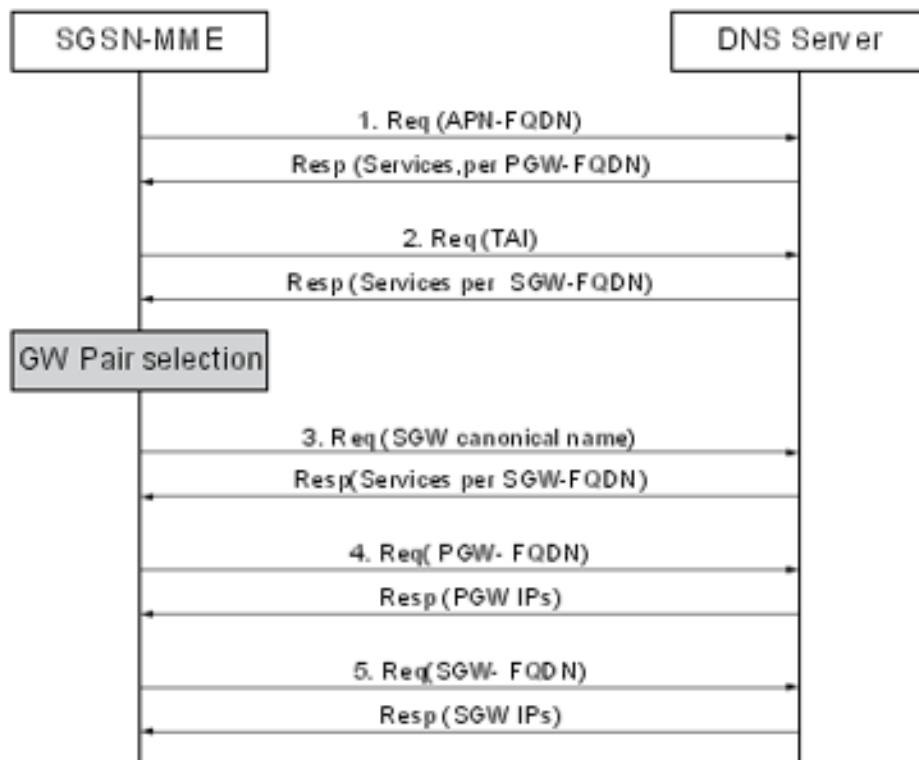 SGSN-MME
DNS Server
1. Req (APN-FQDN)
Resp (Services,per PGW-FQDN)
2. Req (TAI)
Resp (Services per SGW-FQDN)
GW Pair selection
3. Req (SGW canonical name)
Resp(Services per SGW-FQDN)
4. Req( PGW- FQDN)
Resp (PGW IPs)
5. Req(SGW- FQDN)
Resp (SGW IPs)